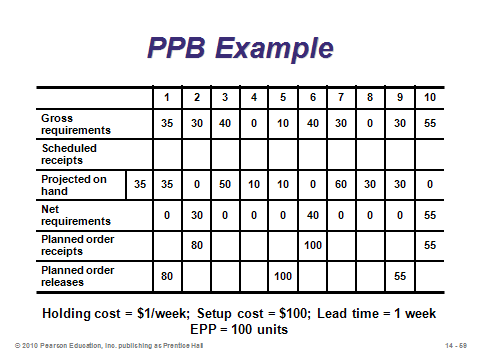 PPB Example
1 2 3 4 5 6 7 8 9 10
Gross requirements 35 30 40 0 10 40 30 0 30 55
Scheduled receipts
Projected on hand 35 35 0 50 10 10 0 60 30 30 0
Net requirements 0 30 0 0 0 40 0 0 0 55
Planned order receipts 80 100 55
Planned order releases 80 100 55
Holding cost = $1/week; Setup cost = $100; Lead time = 1 week
EPP = 100 units
© 2010 Pearson Education, Inc. publishing as Prentice Hall
14 - 59